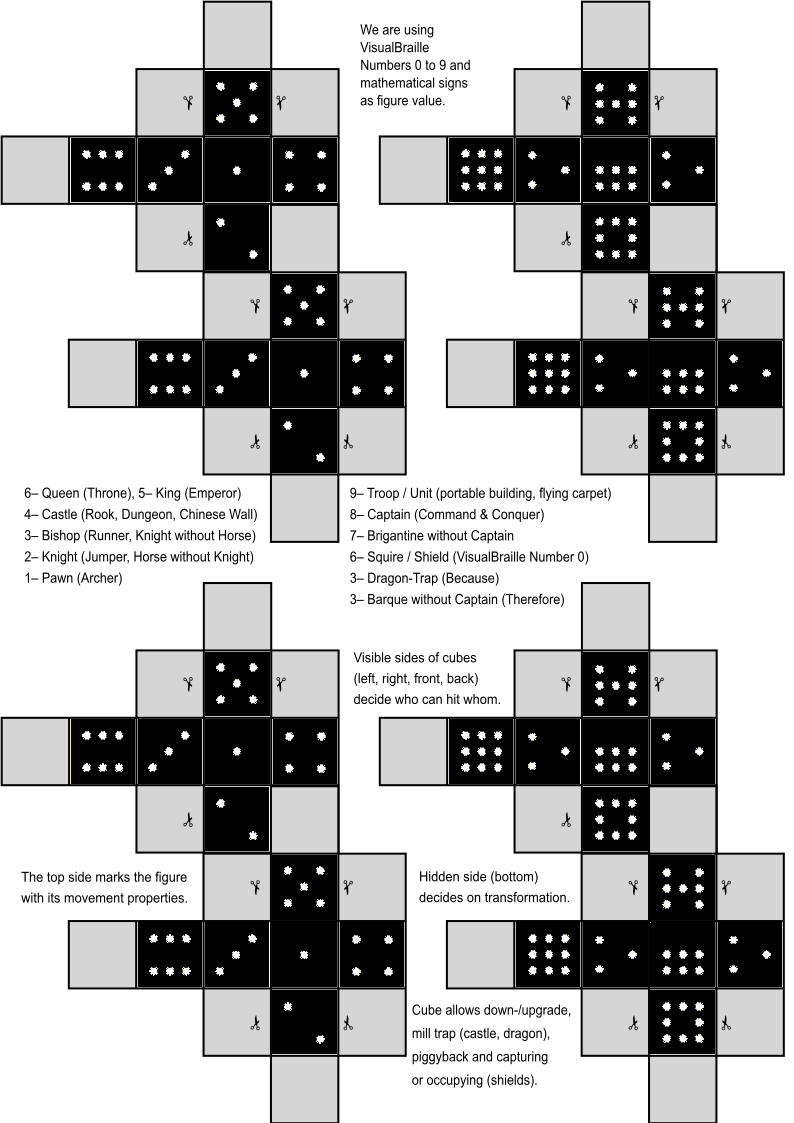 We are using
VisualBraille
Numbers 0 to 9 and
mathematical signs
as figure value.
6– Queen (Throne), 5– King (Emperor)
4– Castle (Rook, Dungeon, Chinese Wall)
3– Bishop (Runner, Knight without Horse)
2– Knight (Jumper, Horse without Knight)
1– Pawn (Archer)
9– Troop / Unit (portable building, flying carpet)
8– Captain (Command & Conquer)
7– Brigantine without Captain
6– Squire / Shield (VisualBraille Number 0)
3– Dragon-Trap (Because)
3– Barque without Captain (Therefore)
Visible sides of cubes
(left, right, front, back)
decide who can hit whom.
The top side marks the figure
with its movement properties.
Hidden side (bottom)
decides on transformation.
Cube allows down-/upgrade,
mill trap (castle, dragon),
piggyback and capturing
or occupying (shields).